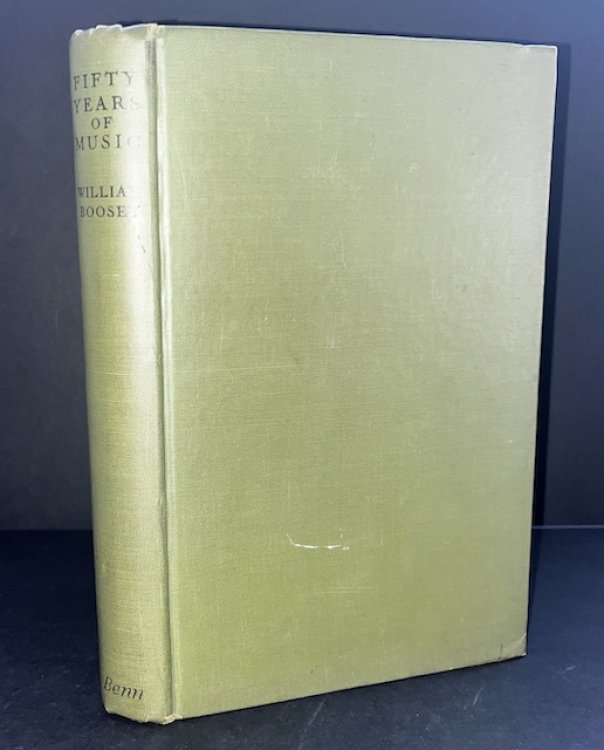 FIFTY
YEARS
OF
MUSIC
WILLIAM
BOOSEY
Benn